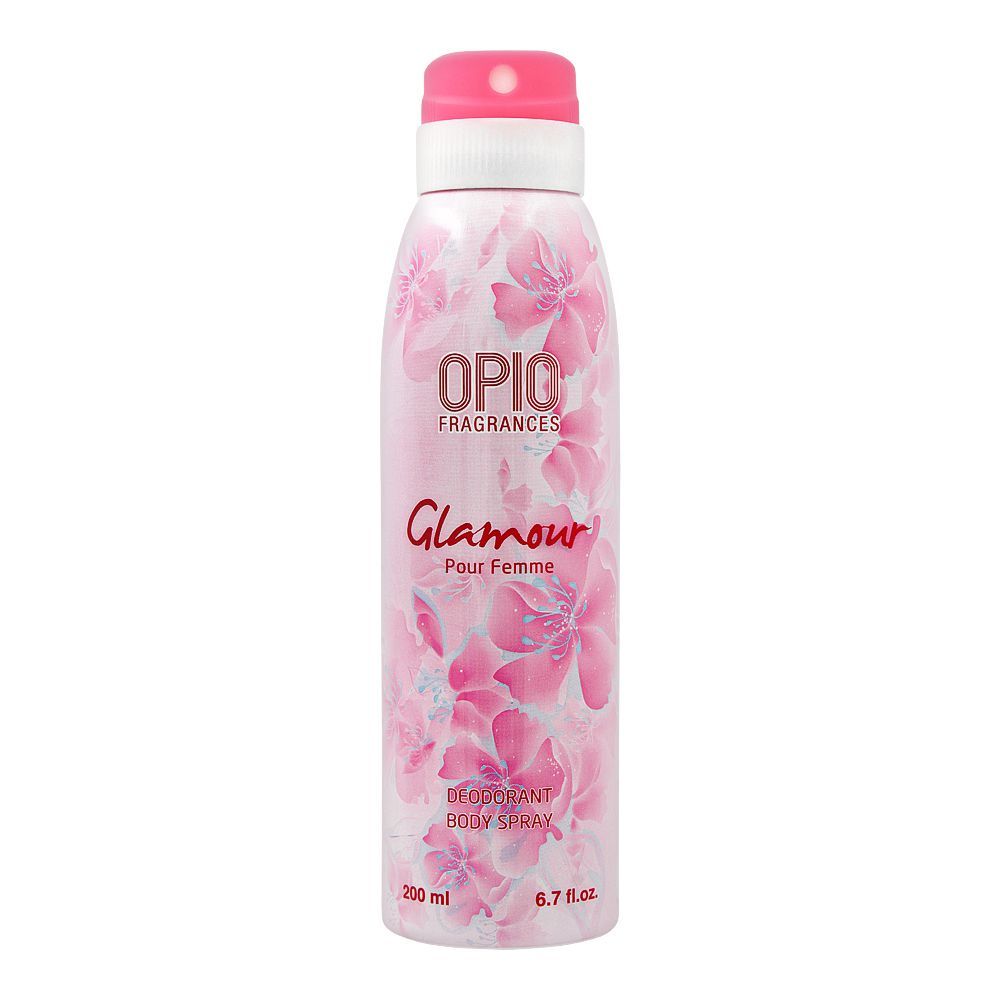 OPIO
FRAGRANCES
Glamour
Pour Femme
DEODORANT
BODY SPRAY
200 ml 6.7 fl.oz.